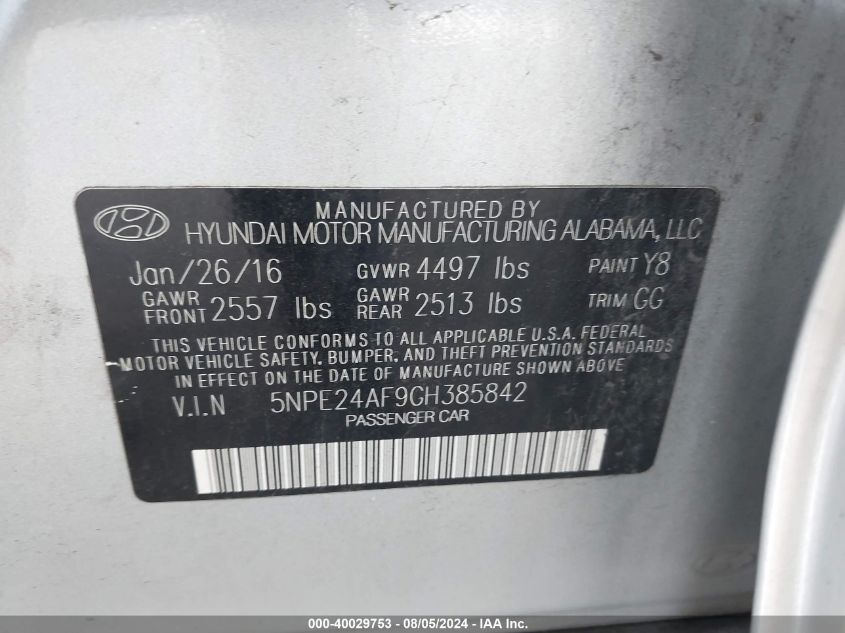 MANUFACTURED BY
HYUNDAI MOTOR MANUFACTURING ALABAMA, LLC
Jan/26/16 GVWR 4497 lbs PAINT Y8
GAWR FRONT 2557 lbs GAWR REAR 2513 lbs TRIM GG
THIS VEHICLE CONFORMS TO ALL APPLICABLE U.S.A. FEDERAL
MOTOR VEHICLE SAFETY, BUMPER, AND THEFT PREVENTION STANDARDS
IN EFFECT ON THE DATE OF MANUFACTURE SHOWN ABOVE
V.I.N 5NPE24AF9GH385842
PASSENGER CAR
000-40029753 - 08/05/2024 - IAA Inc.